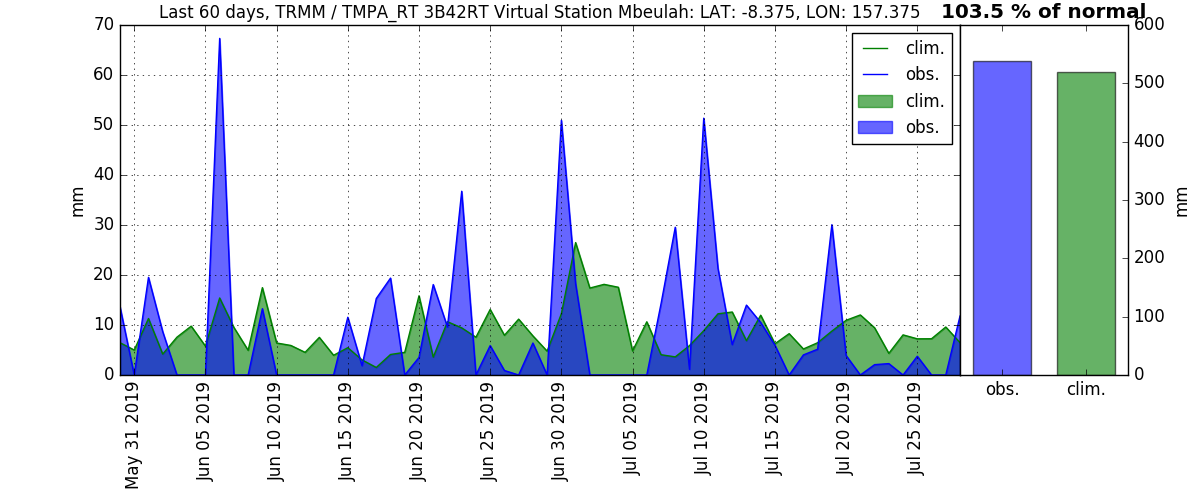 Last 60 days, TRMM / TMPA_RT 3B42RT Virtual Station Mbeulah: LAT: -8.375, LON: 157.375
103.5 % of normal
70
60
50
40
30
20
10
0
mm
clim.
obs.
clim.
obs.
May 31 2019
Jun 05 2019
Jun 10 2019
Jun 15 2019
Jun 20 2019
Jun 25 2019
Jun 30 2019
Jul 05 2019
Jul 10 2019
Jul 15 2019
Jul 20 2019
Jul 25 2019
600
500
400
300
200
100
0
mm
obs.
clim.